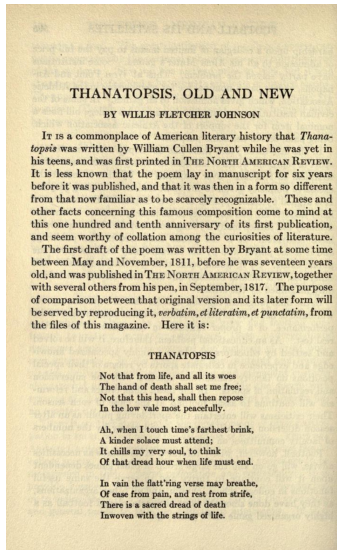 THANATOPSIS, OLD AND NEW
BY WILLIS FLETCHER JOHNSON
IT IS a commonplace of American literary history that Thana-
topsis was written by William Cullen Bryant while he was yet in
his teens, and was first printed in THE NORTH AMERICAN REVIEW.
It is less known that the poem lay in manuscript for six years
before it was published, and that it was then in a form so different
from that now familiar as to be scarcely recognizable. These and
other facts concerning this famous composition come to mind at
this one hundred and tenth anniversary of its first publication,
and seem worthy of collation among the curiosities of literature.
The first draft of the poem was written by Bryant at some time
between May and November, 1811, before he was seventeen years
old, and was published in THE NORTH AMERICAN REVIEW, together
with several others from his pen, in September, 1817. The purpose
of comparison between that original version and its later form will
be served by reproducing it, verbatim, et literatim, et punctatim, from
the files of this magazine. Here it is:
THANATOPSIS
Not that from life, and all its woes
The hand of death shall set me free;
Not that this head, shall then repose
In the low vale most peacefully.
Ah, when I touch time's farthest brink,
A kinder solace must attend;
It chills my very soul, to think
Of that dread hour when life must end.
In vain the flatt'ring verse may breathe,
Of ease from pain, and rest from strife,
There is a sacred dread of death
Inwoven with the strings of life.